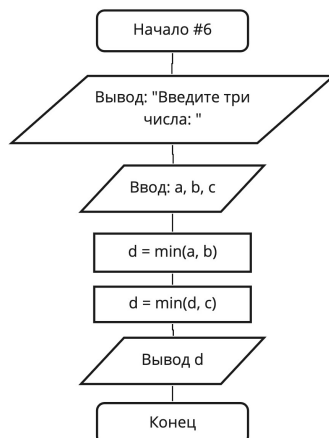 Начало #6
Вывод: "Введите три
числа: "
Ввод: a, b, c
d = min(a, b)
d = min(d, c)
Вывод d
Конец